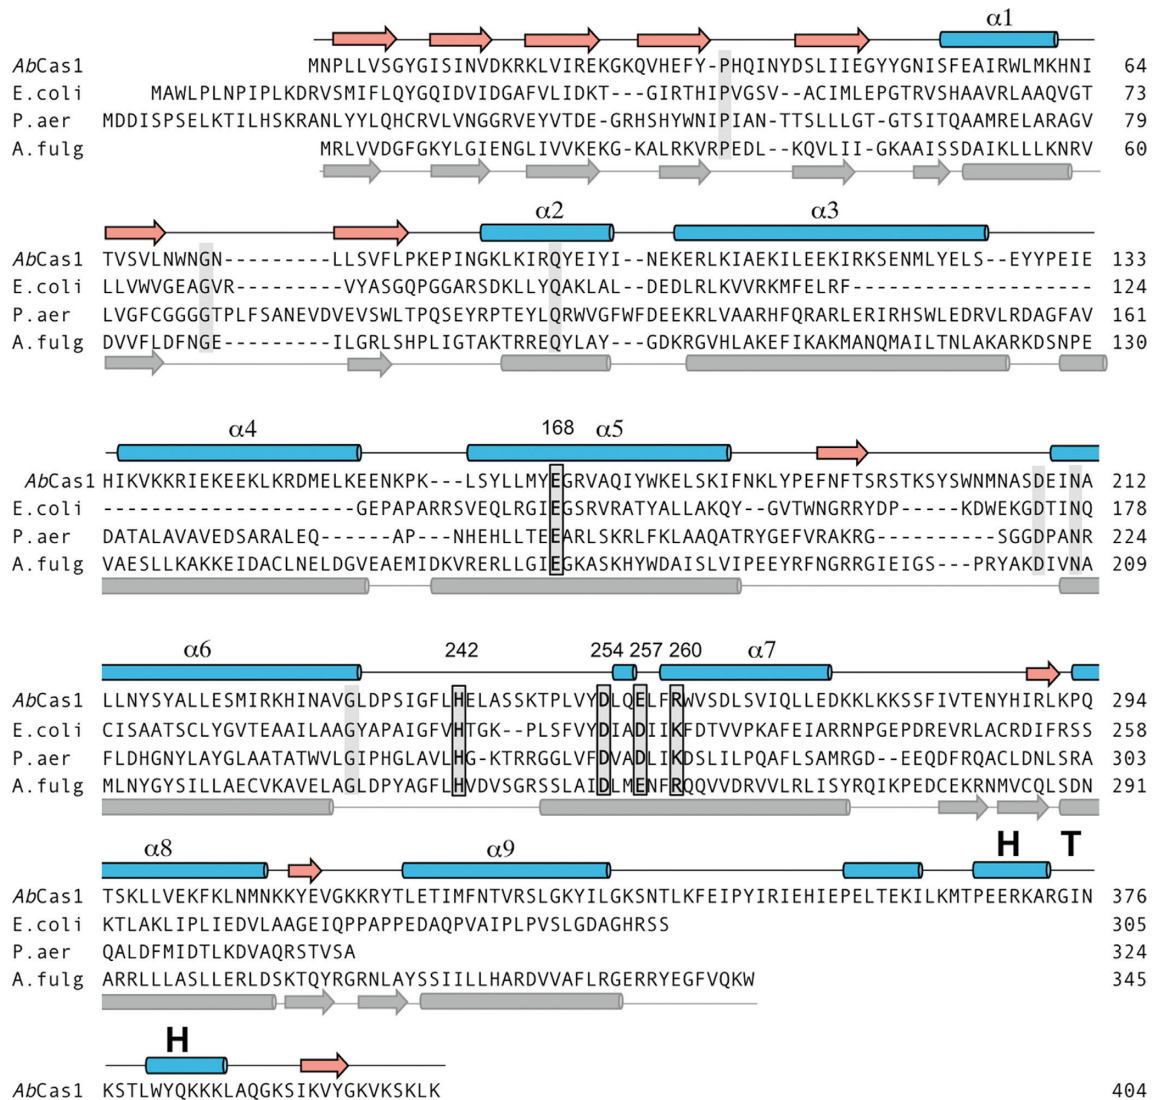 α1
AbCas1 MNPLLVSGYGISINVDKRKLVIREKGKQVHEFY-PHQINYDSLIIEGYYGNISFEAIRWLMKHNI 64
E.coli MAWLPLNPIPLKDRVSMIFLQYGQIDVIDGAFVLIDKT---GIRTHIPVGSV--ACIMLEPGTRVSHAAVRLAAQVGT 73
P.aer MDDISPSELKTILHSKRANLYYLQHCRVLVNGGRVEYVTDE-GRHSHYWNIPIAN-TTSLLLGT-GTSITQAAMRELARAGV 79
A.fulg MRLVVDGFGKYLGIENGLIVVKEKG-KALRKVRPEDL--KQVLII-GKAAISSDAIKLLLKNRV 60
α2 α3
AbCas1 TVSVLNWNGN---------LLSVFLPKEPINGKLKIRQYEIYI--NEKERLKIAEKILEEKIRKSENMLYELS--EYYPEIE 133
E.coli LLVWVGEAGVR---------VYASGQPGGARSDKLLYQAKLAL--DEDLRLKVVRKMFELRF-------------------- 124
P.aer LVGFCGGGGTPLFSANEVDVEVSWLTPQSEYRPTEYLQRWVGFWFDEEKRLVAARHFQRARLERIRHSWLEDRVLRDAGFAV 161
A.fulg DVVFLDFNGE---------ILGRLSHPLIGTAKTRREQYLAY---GDKRGVHLAKEFIKAKMANQMAILTNLAKARKDSNPE 130
α4 168 α5
AbCas1 HIKVKKRIEKEEKLKRDMELKEENKPK---LSYLLMYEGRVAQIYWKELSKIFNKLYPEFNFTSRSTKSYSWNMNASDEINA 212
E.coli ---------------------GEPAPARRSVEQLRGIEGSRVRATYALLAKQY--GVTWNGRRYDP-----KDWEKGDTINQ 178
P.aer DATALAVAVEDSARALEQ------AP---NHEHLLTEEARLSKRLFKLAAQATRYGEFVRAKRG----------SGGDPANR 224
A.fulg VAESLLKAKKEIDACLNELDGVEAEMIDKVRERLLGIEGKASKHYWDAISLVIPEEYRFNGRRGIEIGS---PRYAKDIVNA 209
α6 242 254 257 260 α7
AbCas1 LLNYSYALLESMIRKHINAVGLDPSIGFLHELASSKTPLVYDLQELFRWVSDLSVIQLLEDKKLKKSSFIVTENYHIRLKPQ 294
E.coli CISAATSCLYGVTEAAILAAGYAPAIGFVHTGK--PLSFVYDIADIIKFDTVVPKAFEIARRNPGEPDREVRLACRDIFRSS 258
P.aer FLDHGNYLAYGLAATATWVLGIPHGLAVLHG-KTRRGGLVFDVADLIKDSLILPQAFLSAMRGD--EEQDFRQACLDNLSRA 303
A.fulg MLNYGYSILLAECVKAVELAGLDPYAGFLHVDVSGRSSLAIDLMENFRQQVVDRVVLRLISYRQIKPEDCEKRNMVCQLSDN 291
α8 α9 H T
AbCas1 TSKLLVEKFKLNMNKKYEVGKKRYTLETIMFNTVRSLGKYILGKSNTLKFEIPYIRIEHIEPELTEKILKMTPEERKARGIN 376
E.coli KTLAKLIPLIEDVLAAGEIQPPAPPEDAQPVAIPLPVSLGDAGHRSS 305
P.aer QALDFMIDTLKDVAQRSTVSA 324
A.fulg ARRLLLASLLERLDSKTQYRGRNLAYSSIILLHARDVVAFLRGERRYEGFVQKW 345
H
AbCas1 KSTLWYQKKKLAQGKSIKVYGKVKSKLK 404